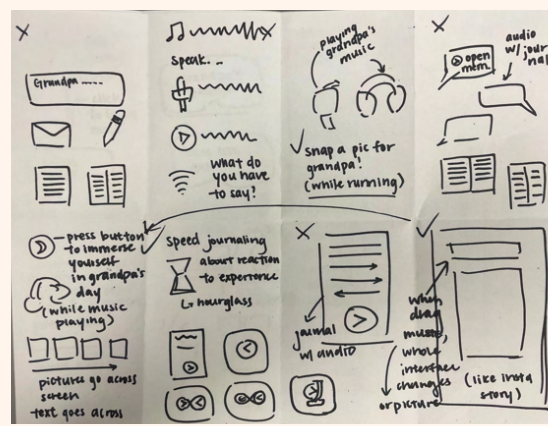 Grandpa
speak...
what do
you have
to say?
playing
grandpa's
music
snap a pic for
grandpa!
(while running)
open
mem.
audio
w/ jour
nal
press button
to immerse
yourself
in grandpa's
day
(while music
playing)
pictures go across
screen
text goes across
speed journaling
about reaction
to experience
hourglass
journal
w/ audio
when
drag
music,
whole
interface
changes
(like insta
story)
or picture